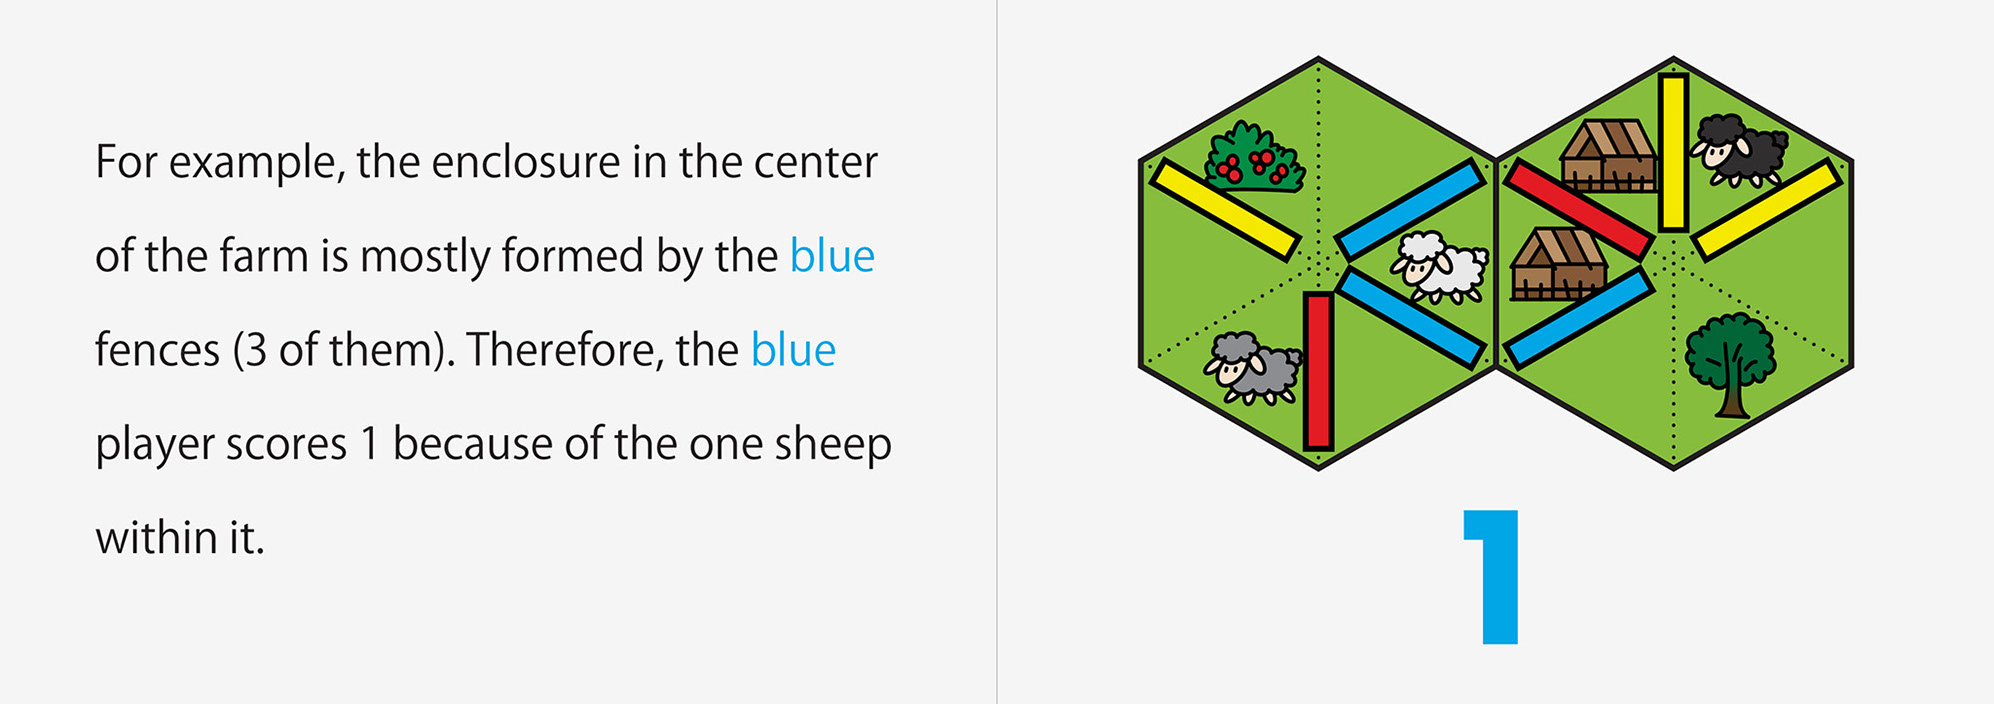 For example, the enclosure in the center
of the farm is mostly formed by the blue
fences (3 of them). Therefore, the blue
player scores 1 because of the one sheep
within it.
1